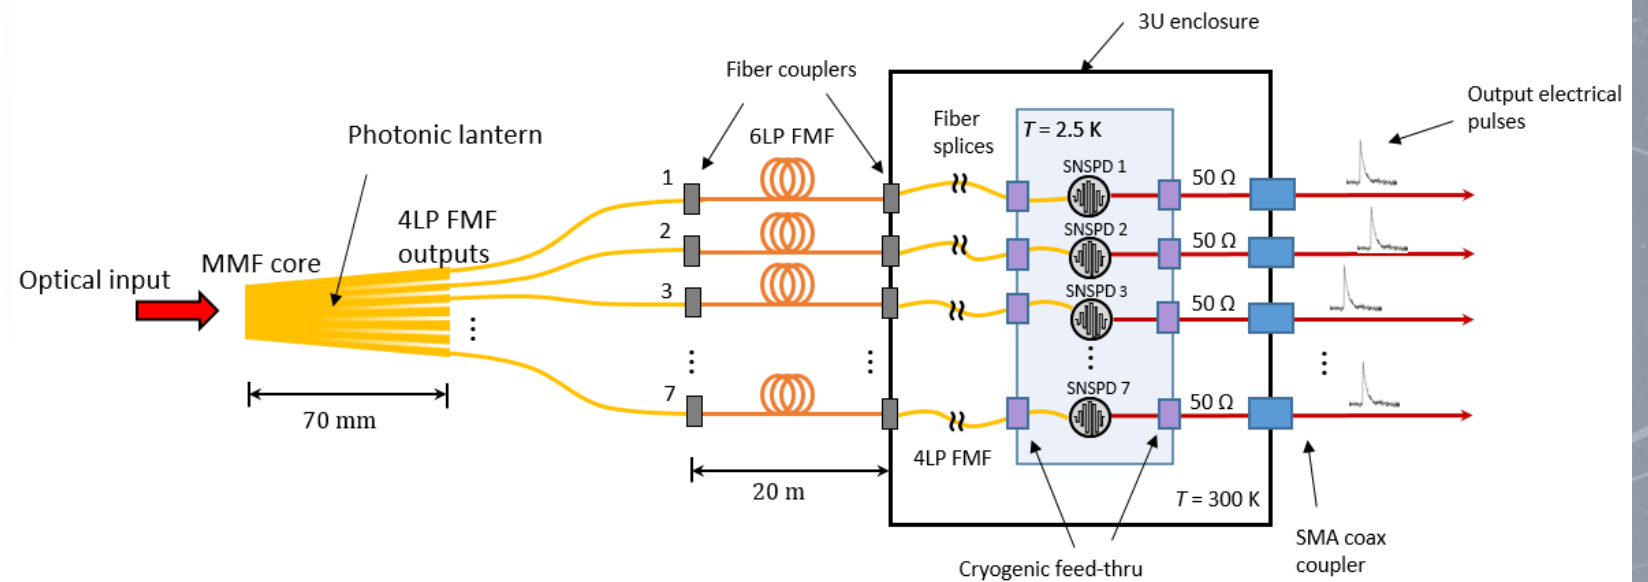 3U enclosure
Fiber couplers
Output electrical
pulses
Photonic lantern
6LP FMF
Fiber
splices
T = 2.5 K
4LP FMF
outputs
MMF core
Optical input
1
2
3
7
SNSPD 1
SNSPD 2
SNSPD 3
SNSPD 7
50 Ω
50 Ω
50 Ω
50 Ω
70 mm
20 m
4LP FMF
T = 300 K
Cryogenic feed-thru
SMA coax
coupler